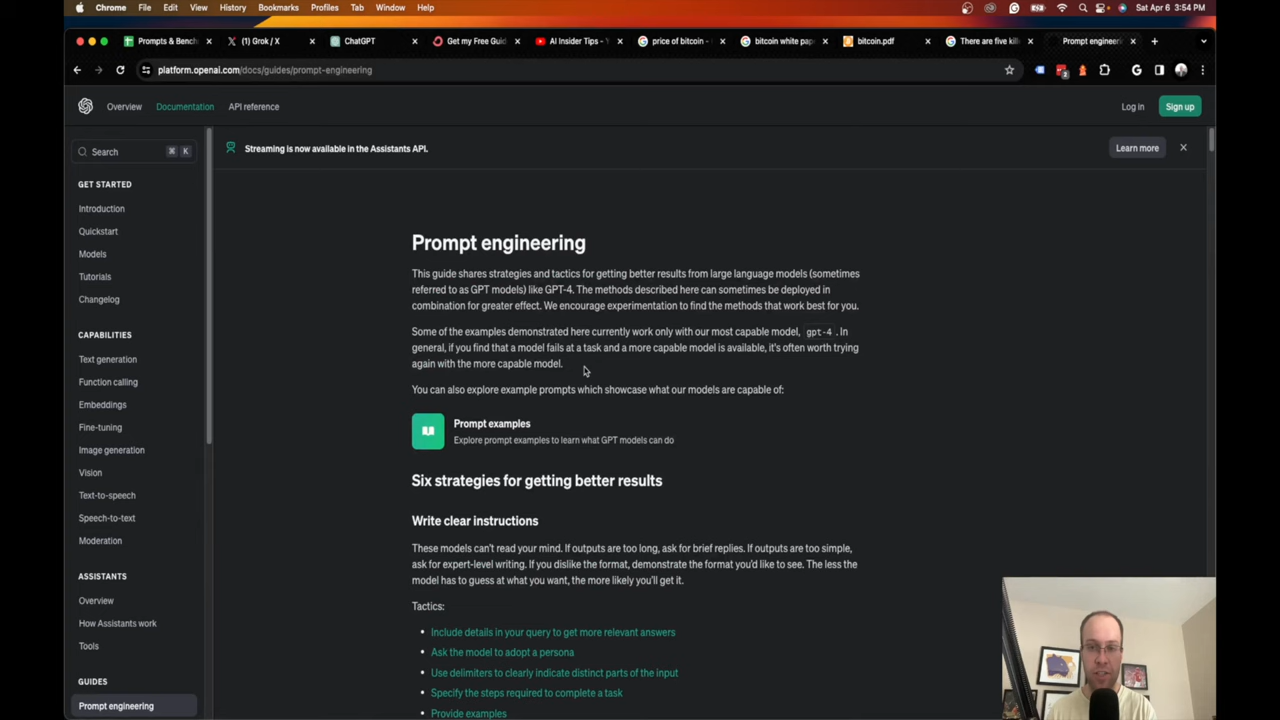 Chrome File Edit View History Bookmarks Profiles Tab Window Help Sat Apr 6 3:54 PM
Prompts & Bench (1) Grok / X ChatGPT Get my Free Gui AI Insider Tips - price of bitcoin - bitcoin white pap bitcoin.pdf There are five kill Prompt engineeri
platform.openai.com/docs/guides/prompt-engineering
Overview Documentation API reference Log in Sign up
Search ⌘ K
Streaming is now available in the Assistants API. Learn more
GET STARTED
Introduction
Quickstart
Models
Tutorials
Changelog
CAPABILITIES
Text generation
Function calling
Embeddings
Fine-tuning
Image generation
Vision
Text-to-speech
Speech-to-text
Moderation
ASSISTANTS
Overview
How Assistants work
Tools
GUIDES
Prompt engineering
Prompt engineering
This guide shares strategies and tactics for getting better results from large language models (sometimes
referred to as GPT models) like GPT-4. The methods described here can sometimes be deployed in
combination for greater effect. We encourage experimentation to find the methods that work best for you.
Some of the examples demonstrated here currently work only with our most capable model, gpt-4. In
general, if you find that a model fails at a task and a more capable model is available, it's often worth trying
again with the more capable model.
You can also explore example prompts which showcase what our models are capable of:
Prompt examples
Explore prompt examples to learn what GPT models can do
Six strategies for getting better results
Write clear instructions
These models can't read your mind. If outputs are too long, ask for brief replies. If outputs are too simple,
ask for expert-level writing. If you dislike the format, demonstrate the format you'd like to see. The less the
model has to guess at what you want, the more likely you'll get it.
Tactics:
• Include details in your query to get more relevant answers
• Ask the model to adopt a persona
• Use delimiters to clearly indicate distinct parts of the input
• Specify the steps required to complete a task
• Provide examples